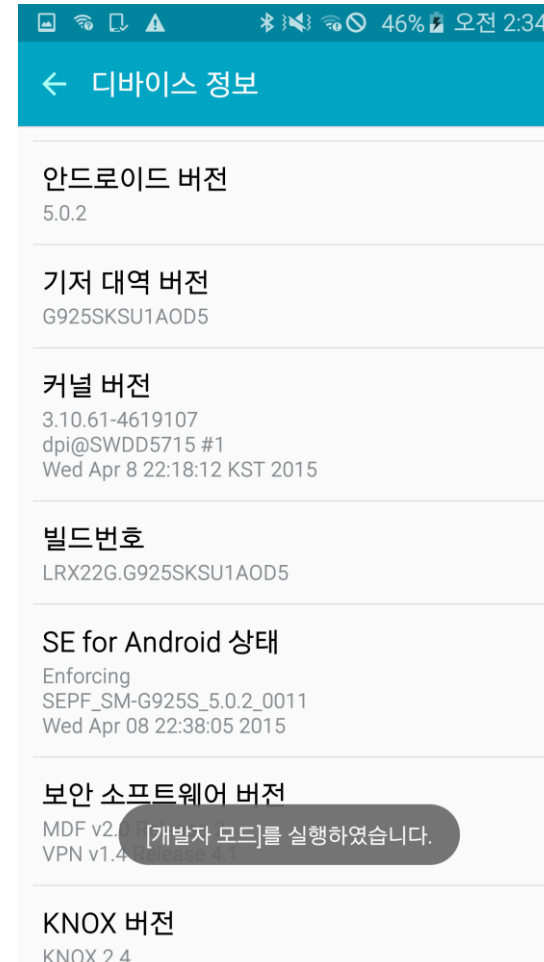 46% 오전 2:34
디바이스 정보
안드로이드 버전
5.0.2
기저 대역 버전
G925SKSU1AOD5
커널 버전
3.10.61-4619107
dpi@SWDD5715 #1
Wed Apr 8 22:18:12 KST 2015
빌드번호
LRX22G.G925SKSU1AOD5
SE for Android 상태
Enforcing
SEPF_SM-G925S_5.0.2_0011
Wed Apr 08 22:38:05 2015
보안 소프트웨어 버전
MDF v2.0
[개발자 모드]를 실행하였습니다.
VPN v1.4 Release 4.1
KNOX 버전
KNOX 2.4